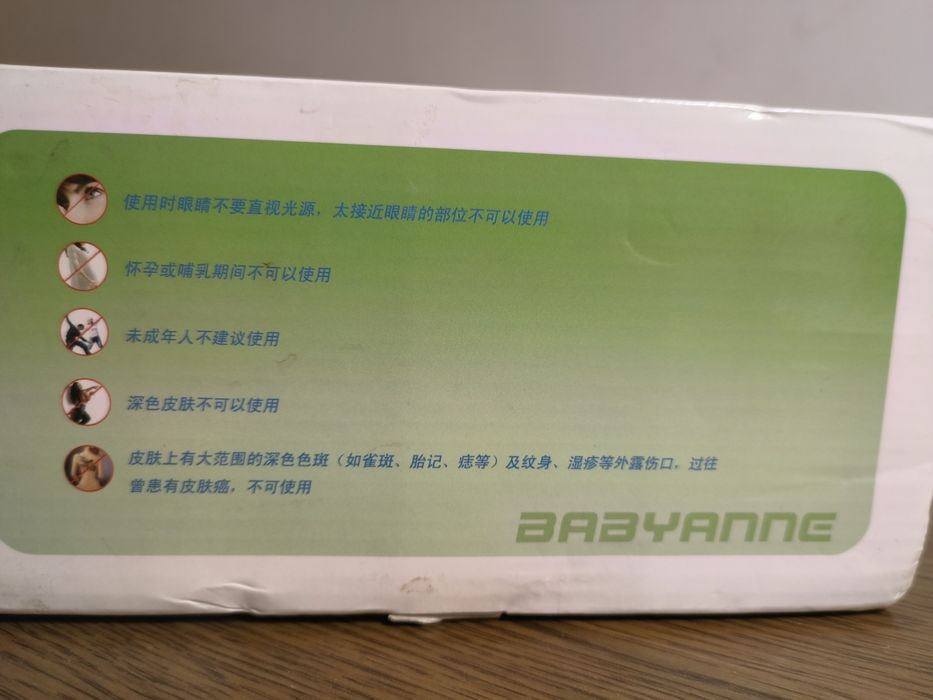 使用时眼睛不要直视光源，太接近眼睛的部位不可以使用
怀孕或哺乳期间不可以使用
未成年人不建议使用
深色皮肤不可以使用
皮肤上有大范围的深色色斑（如雀斑、胎记、痣等）及纹身、湿疹等外露伤口，过往
曾患有皮肤癌，不可使用
BABYANNE